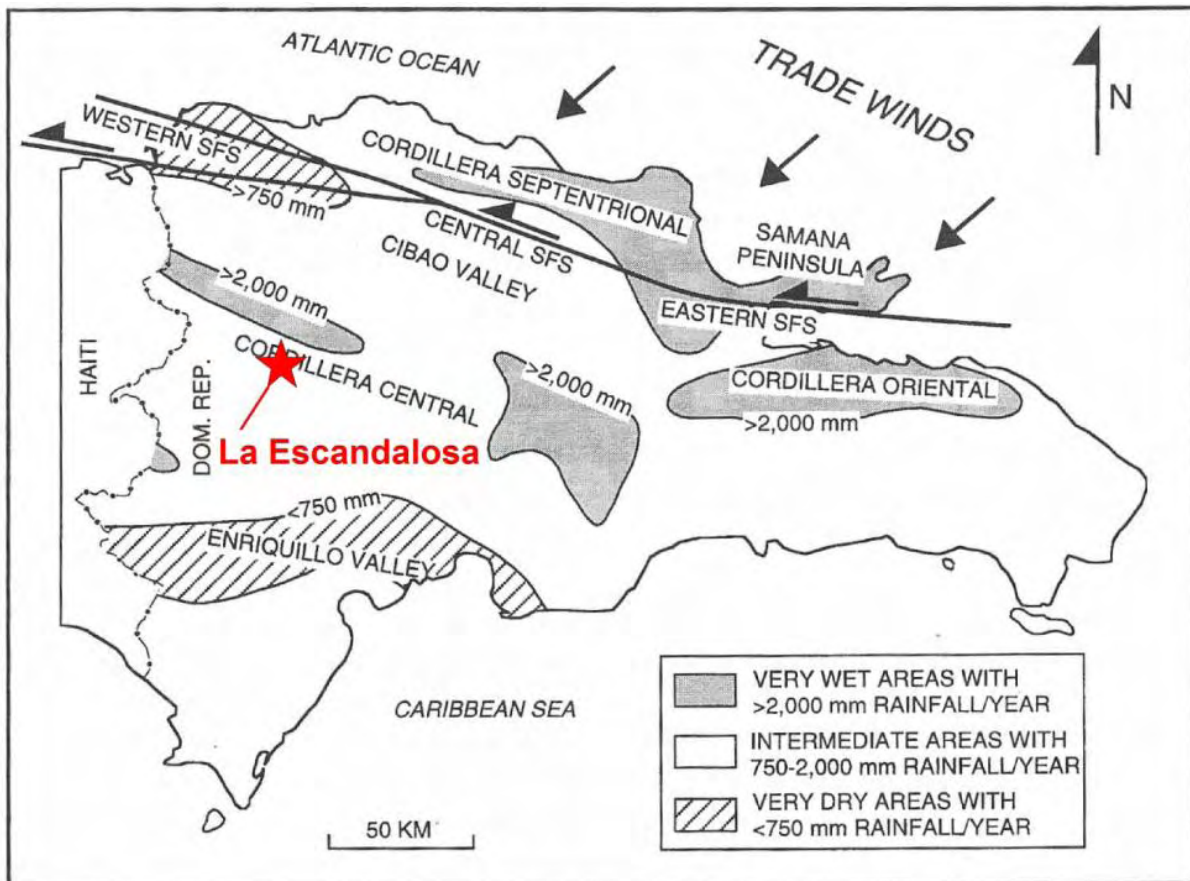 ATLANTIC OCEAN
TRADE WINDS
N
WESTERN SFS
>750 mm
CORDILLERA SEPTENTRIONAL
CENTRAL SFS
CIBAO VALLEY
SAMANA
PENINSULA
EASTERN SFS
>2,000 mm
CORDILLERA CENTRAL
>2,000 mm
CORDILLERA ORIENTAL
>2,000 mm
HAITI
DOM. REP.
La Escandalosa
<750 mm
ENRIQUILLO VALLEY
CARIBBEAN SEA
50 KM
VERY WET AREAS WITH
>2,000 mm RAINFALL/YEAR
INTERMEDIATE AREAS WITH
750-2,000 mm RAINFALL/YEAR
VERY DRY AREAS WITH
<750 mm RAINFALL/YEAR